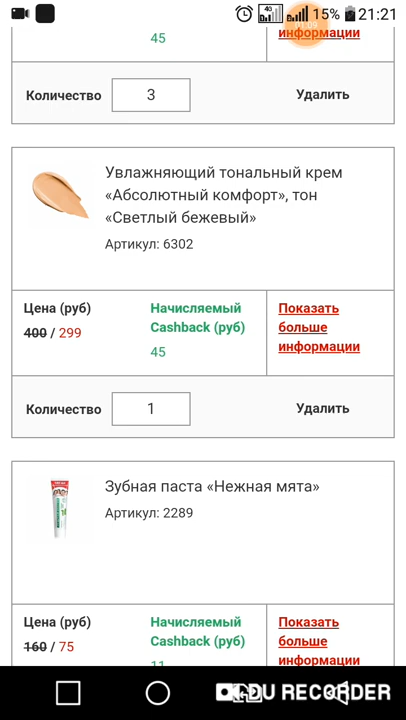 4G 15% 21:21
информации
45
Количество 3 Удалить
Увлажняющий тональный крем
«Абсолютный комфорт», тон
«Светлый бежевый»
Артикул: 6302
Цена (руб) Начисляемый Показать
400 / 299 Cashback (руб) больше
45 информации
Количество 1 Удалить
Зубная паста «Нежная мята»
Артикул: 2289
Цена (руб) Начисляемый Показать
160 / 75 Cashback (руб) больше
11 информации
DU RECORDER